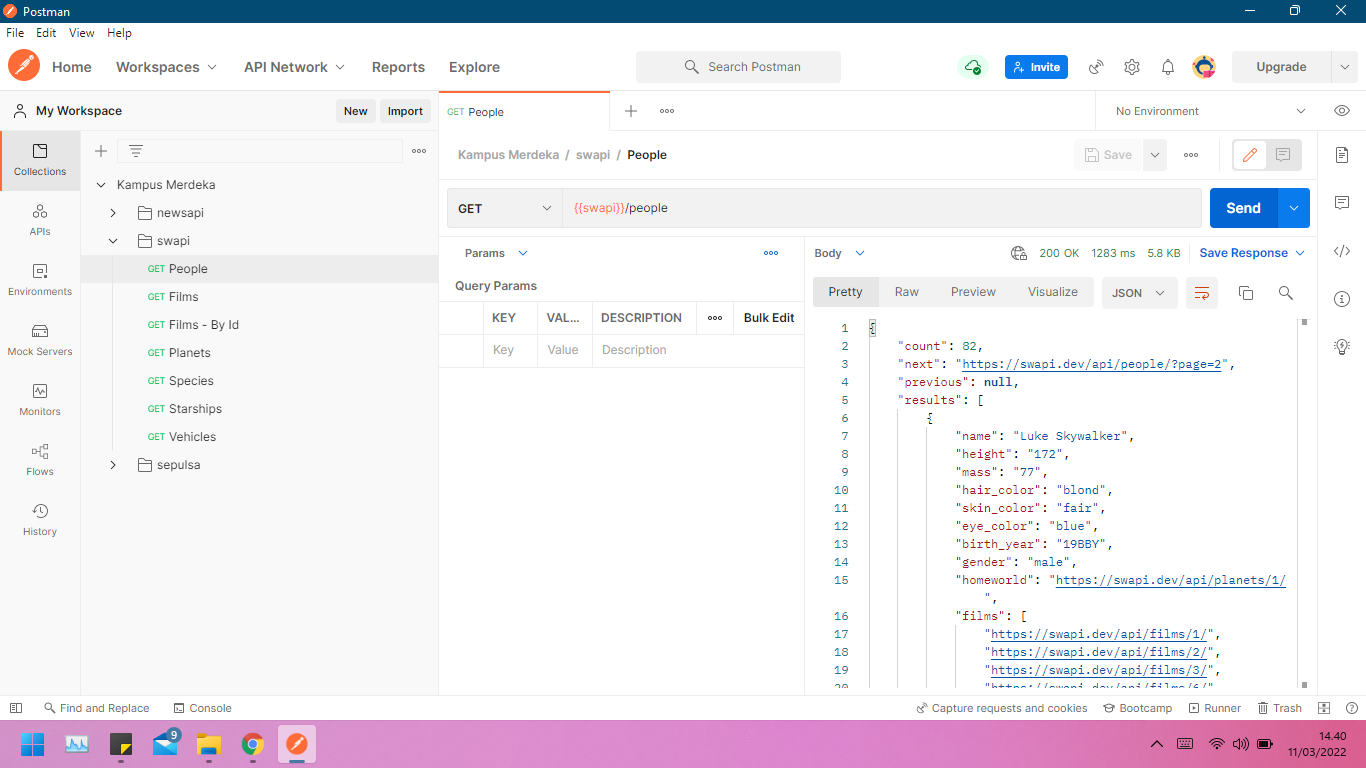 Postman
File Edit View Help
Home Workspaces API Network Reports Explore Search Postman Invite Upgrade
My Workspace New Import
GET People No Environment
Collections
APIs
Environments
Mock Servers
Monitors
Flows
History
Kampus Merdeka
newsapi
swapi
GET People
GET Films
GET Films - By Id
GET Planets
GET Species
GET Starships
GET Vehicles
sepulsa
Kampus Merdeka / swapi / People Save
GET {{swapi}}/people Send
Params
Query Params
KEY VAL... DESCRIPTION Bulk Edit
Key Value Description
Body 200 OK 1283 ms 5.8 KB Save Response
Pretty Raw Preview Visualize JSON
1 {
2 "count": 82,
3 "next": "https://swapi.dev/api/people/?page=2",
4 "previous": null,
5 "results": [
6 {
7 "name": "Luke Skywalker",
8 "height": "172",
9 "mass": "77",
10 "hair_color": "blond",
11 "skin_color": "fair",
12 "eye_color": "blue",
13 "birth_year": "19BBY",
14 "gender": "male",
15 "homeworld": "https://swapi.dev/api/planets/1/
",
16 "films": [
17 "https://swapi.dev/api/films/1/",
18 "https://swapi.dev/api/films/2/",
19 "https://swapi.dev/api/films/3/",
20 "https://swapi.dev/api/films/6/"
Find and Replace Console Capture requests and cookies Bootcamp Runner Trash
9
14.40
11/03/2022